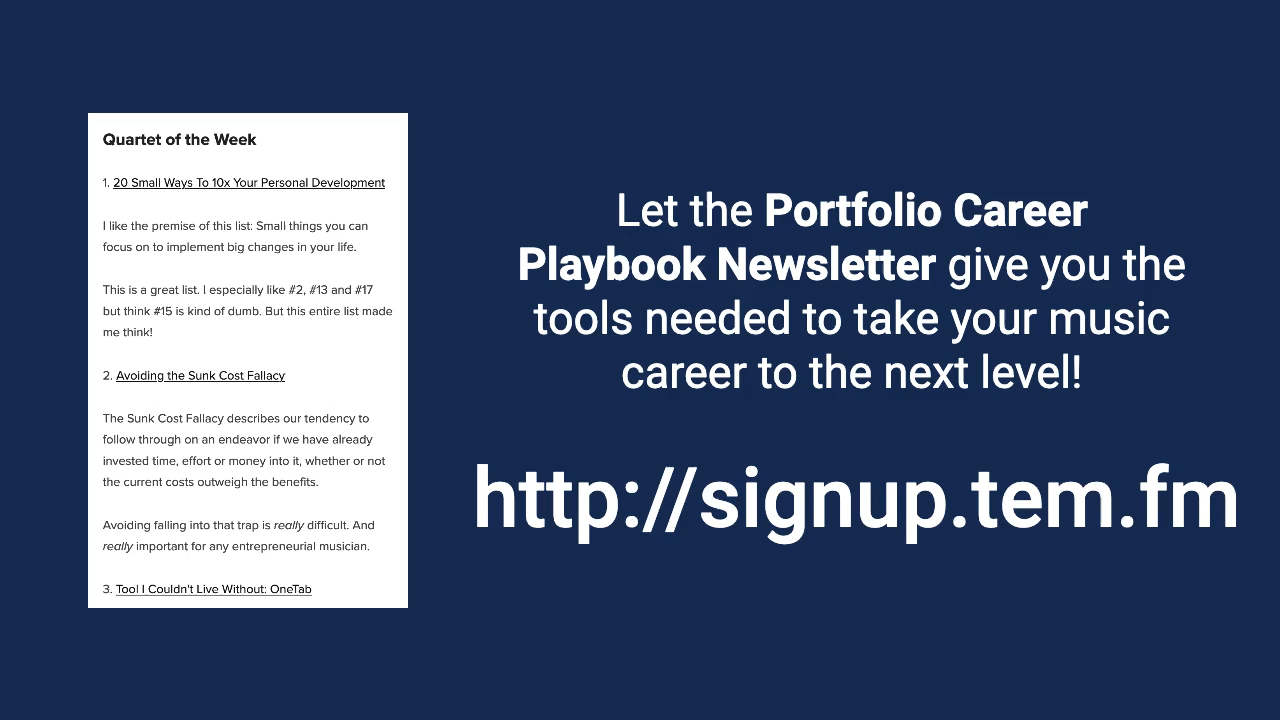 Quartet of the Week
1. 20 Small Ways To 10x Your Personal Development
I like the premise of this list: Small things you can
focus on to implement big changes in your life.
This is a great list. I especially like #2, #13 and #17
but think #15 is kind of dumb. But this entire list made
me think!
2. Avoiding the Sunk Cost Fallacy
The Sunk Cost Fallacy describes our tendency to
follow through on an endeavor if we have already
invested time, effort or money into it, whether or not
the current costs outweigh the benefits.
Avoiding falling into that trap is really difficult. And
really important for any entrepreneurial musician.
3. Tool I Couldn't Live Without: OneTab
Let the Portfolio Career
Playbook Newsletter give you the
tools needed to take your music
career to the next level!
http://signup.tem.fm